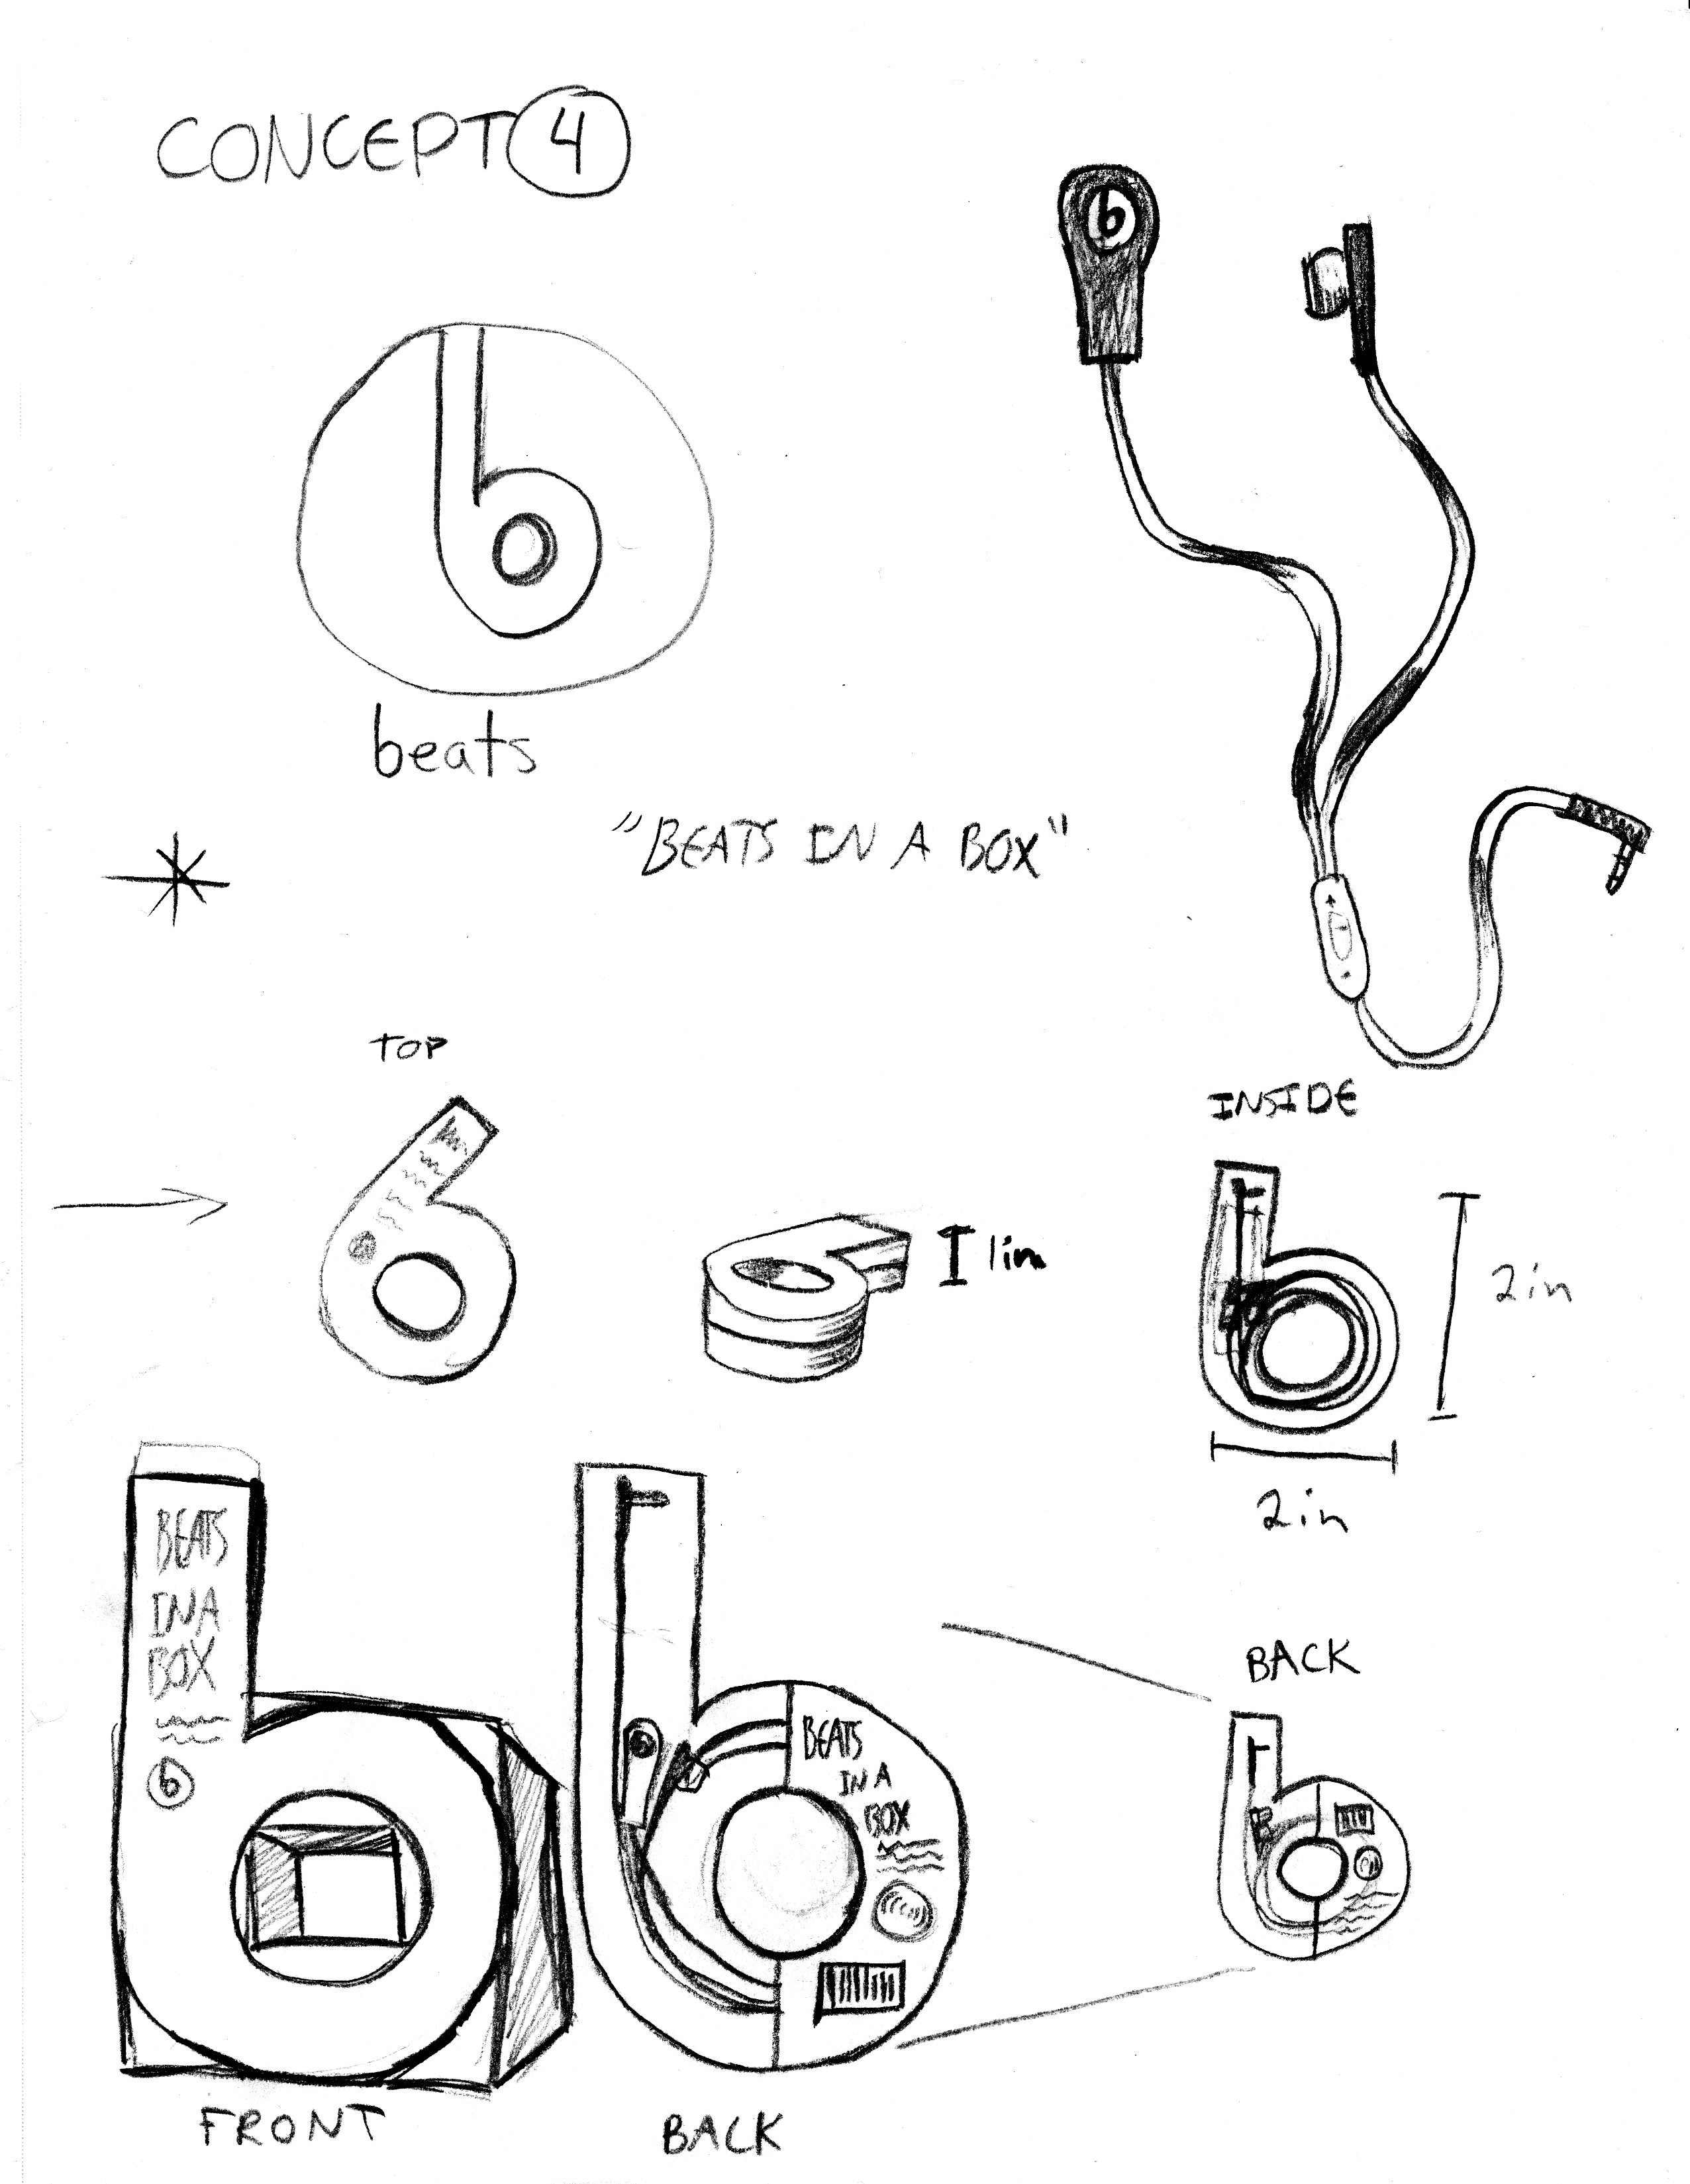 CONCEPT 4
b
b
beats
"BEATS IN A BOX"
TOP
INSIDE
1in
2in
2in
BEATS
IN A
BOX
b
BEATS
IN A
BOX
BACK
FRONT
BACK